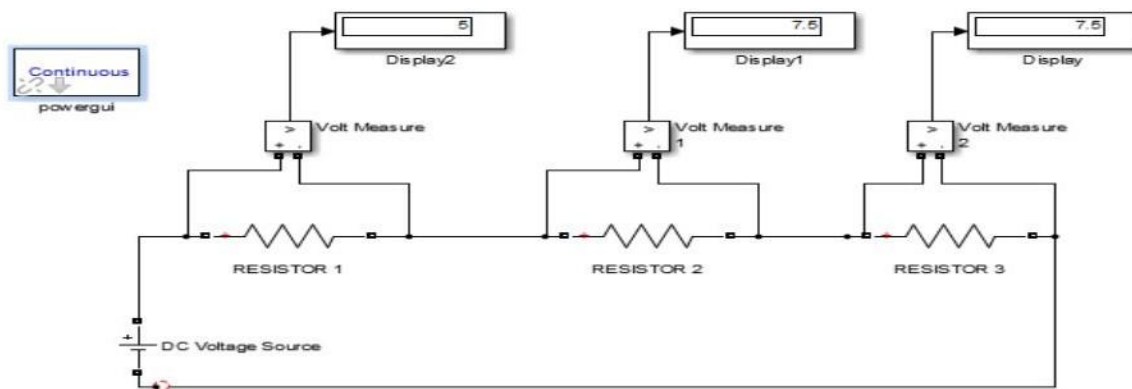 5
7.5
7.5
Display2
Display1
Display
Continuous
powergui
Volt Measure
Volt Measure
1
Volt Measure
2
RESISTOR 1
RESISTOR 2
RESISTOR 3
DC Voltage Source